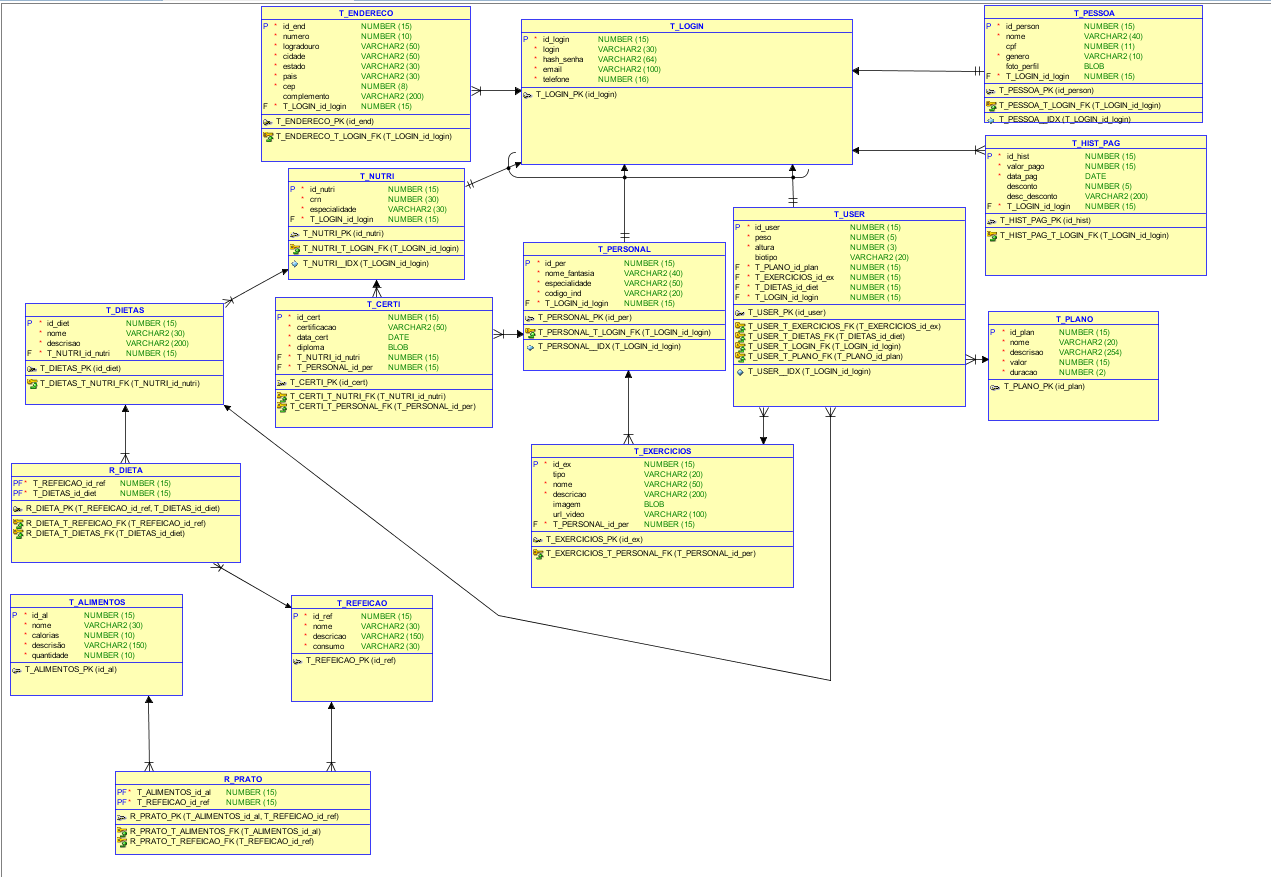 T_ENDERECO
P * id_end NUMBER (15)
* numero NUMBER (10)
* logradouro VARCHAR2 (50)
* cidade VARCHAR2 (50)
* estado VARCHAR2 (30)
* pais VARCHAR2 (30)
* cep NUMBER (8)
complemento VARCHAR2 (200)
F * T_LOGIN_id_login NUMBER (15)
T_ENDERECO_PK (id_end)
T_ENDERECO_T_LOGIN_FK (T_LOGIN_id_login)
T_LOGIN
P * id_login NUMBER (15)
* login VARCHAR2 (30)
* hash_senha VARCHAR2 (64)
* email VARCHAR2 (100)
* telefone NUMBER (16)
T_LOGIN_PK (id_login)
T_PESSOA
P * id_person NUMBER (15)
* nome VARCHAR2 (40)
* cpf NUMBER (11)
* genero VARCHAR2 (10)
foto_perfil BLOB
F * T_LOGIN_id_login NUMBER (15)
T_PESSOA_PK (id_person)
T_PESSOA_T_LOGIN_FK (T_LOGIN_id_login)
T_PESSOA__IDX (T_LOGIN_id_login)
T_HIST_PAG
P * id_hist NUMBER (15)
* valor_pago NUMBER (15)
* data_pag DATE
desconto NUMBER (5)
desc_desconto VARCHAR2 (200)
F * T_LOGIN_id_login NUMBER (15)
T_HIST_PAG_PK (id_hist)
T_HIST_PAG_T_LOGIN_FK (T_LOGIN_id_login)
T_NUTRI
P * id_nutri NUMBER (15)
* crn NUMBER (30)
* especialidade VARCHAR2 (30)
F * T_LOGIN_id_login NUMBER (15)
T_NUTRI_PK (id_nutri)
T_NUTRI_T_LOGIN_FK (T_LOGIN_id_login)
T_NUTRI__IDX (T_LOGIN_id_login)
T_PERSONAL
P * id_per NUMBER (15)
* nome_fantasia VARCHAR2 (40)
* especialidade VARCHAR2 (50)
* codigo_ind VARCHAR2 (20)
F * T_LOGIN_id_login NUMBER (15)
T_PERSONAL_PK (id_per)
T_PERSONAL_T_LOGIN_FK (T_LOGIN_id_login)
T_PERSONAL__IDX (T_LOGIN_id_login)
T_USER
P * id_user NUMBER (15)
* peso NUMBER (5)
* altura NUMBER (3)
biotipo VARCHAR2 (20)
F * T_PLANO_id_plan NUMBER (15)
F * T_EXERCICIOS_id_ex NUMBER (15)
F * T_DIETAS_id_diet NUMBER (15)
F * T_LOGIN_id_login NUMBER (15)
T_USER_PK (id_user)
T_USER_T_EXERCICIOS_FK (T_EXERCICIOS_id_ex)
T_USER_T_DIETAS_FK (T_DIETAS_id_diet)
T_USER_T_LOGIN_FK (T_LOGIN_id_login)
T_USER_T_PLANO_FK (T_PLANO_id_plan)
T_USER__IDX (T_LOGIN_id_login)
T_DIETAS
P * id_diet NUMBER (15)
* nome VARCHAR2 (30)
* descrisao VARCHAR2 (200)
F * T_NUTRI_id_nutri NUMBER (15)
T_DIETAS_PK (id_diet)
T_DIETAS_T_NUTRI_FK (T_NUTRI_id_nutri)
T_CERTI
P * id_cert NUMBER (15)
* certificacao VARCHAR2 (50)
* data_cert DATE
* diploma BLOB
F * T_NUTRI_id_nutri NUMBER (15)
F * T_PERSONAL_id_per NUMBER (15)
T_CERTI_PK (id_cert)
T_CERTI_T_NUTRI_FK (T_NUTRI_id_nutri)
T_CERTI_T_PERSONAL_FK (T_PERSONAL_id_per)
T_PLANO
P * id_plan NUMBER (15)
* nome VARCHAR2 (20)
* descrisao VARCHAR2 (254)
* valor NUMBER (15)
* duracao NUMBER (2)
T_PLANO_PK (id_plan)
T_EXERCICIOS
P * id_ex NUMBER (15)
tipo VARCHAR2 (20)
* nome VARCHAR2 (50)
* descricao VARCHAR2 (200)
imagem BLOB
url_video VARCHAR2 (100)
F * T_PERSONAL_id_per NUMBER (15)
T_EXERCICIOS_PK (id_ex)
T_EXERCICIOS_T_PERSONAL_FK (T_PERSONAL_id_per)
R_DIETA
PF* T_REFEICAO_id_ref NUMBER (15)
PF* T_DIETAS_id_diet NUMBER (15)
R_DIETA_PK (T_REFEICAO_id_ref, T_DIETAS_id_diet)
R_DIETA_T_REFEICAO_FK (T_REFEICAO_id_ref)
R_DIETA_T_DIETAS_FK (T_DIETAS_id_diet)
T_ALIMENTOS
P * id_al NUMBER (15)
* nome VARCHAR2 (30)
* calorias NUMBER (10)
* descrisão VARCHAR2 (150)
* quantidade NUMBER (10)
T_ALIMENTOS_PK (id_al)
T_REFEICAO
P * id_ref NUMBER (15)
* nome VARCHAR2 (30)
* descricao VARCHAR2 (150)
* consumo VARCHAR2 (30)
T_REFEICAO_PK (id_ref)
R_PRATO
PF* T_ALIMENTOS_id_al NUMBER (15)
PF* T_REFEICAO_id_ref NUMBER (15)
R_PRATO_PK (T_ALIMENTOS_id_al, T_REFEICAO_id_ref)
R_PRATO_T_ALIMENTOS_FK (T_ALIMENTOS_id_al)
R_PRATO_T_REFEICAO_FK (T_REFEICAO_id_ref)